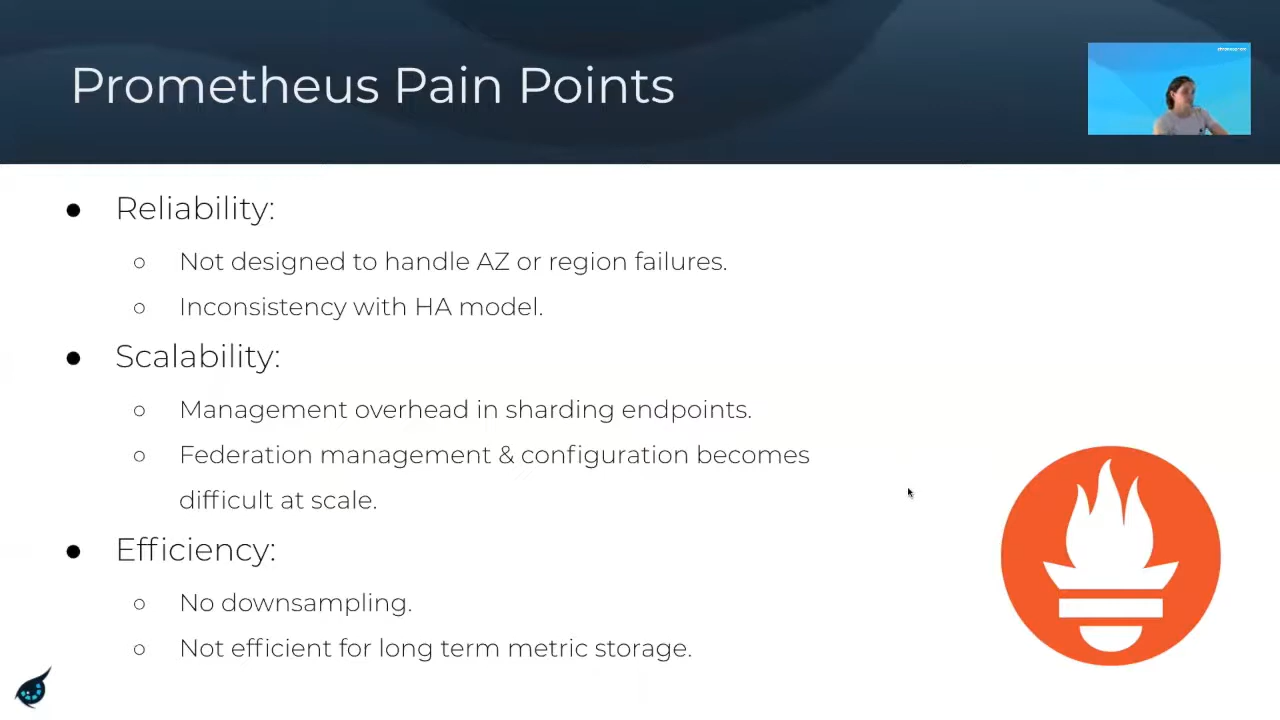 Prometheus Pain Points
● Reliability:
○ Not designed to handle AZ or region failures.
○ Inconsistency with HA model.
● Scalability:
○ Management overhead in sharding endpoints.
○ Federation management & configuration becomes
difficult at scale.
● Efficiency:
○ No downsampling.
○ Not efficient for long term metric storage.